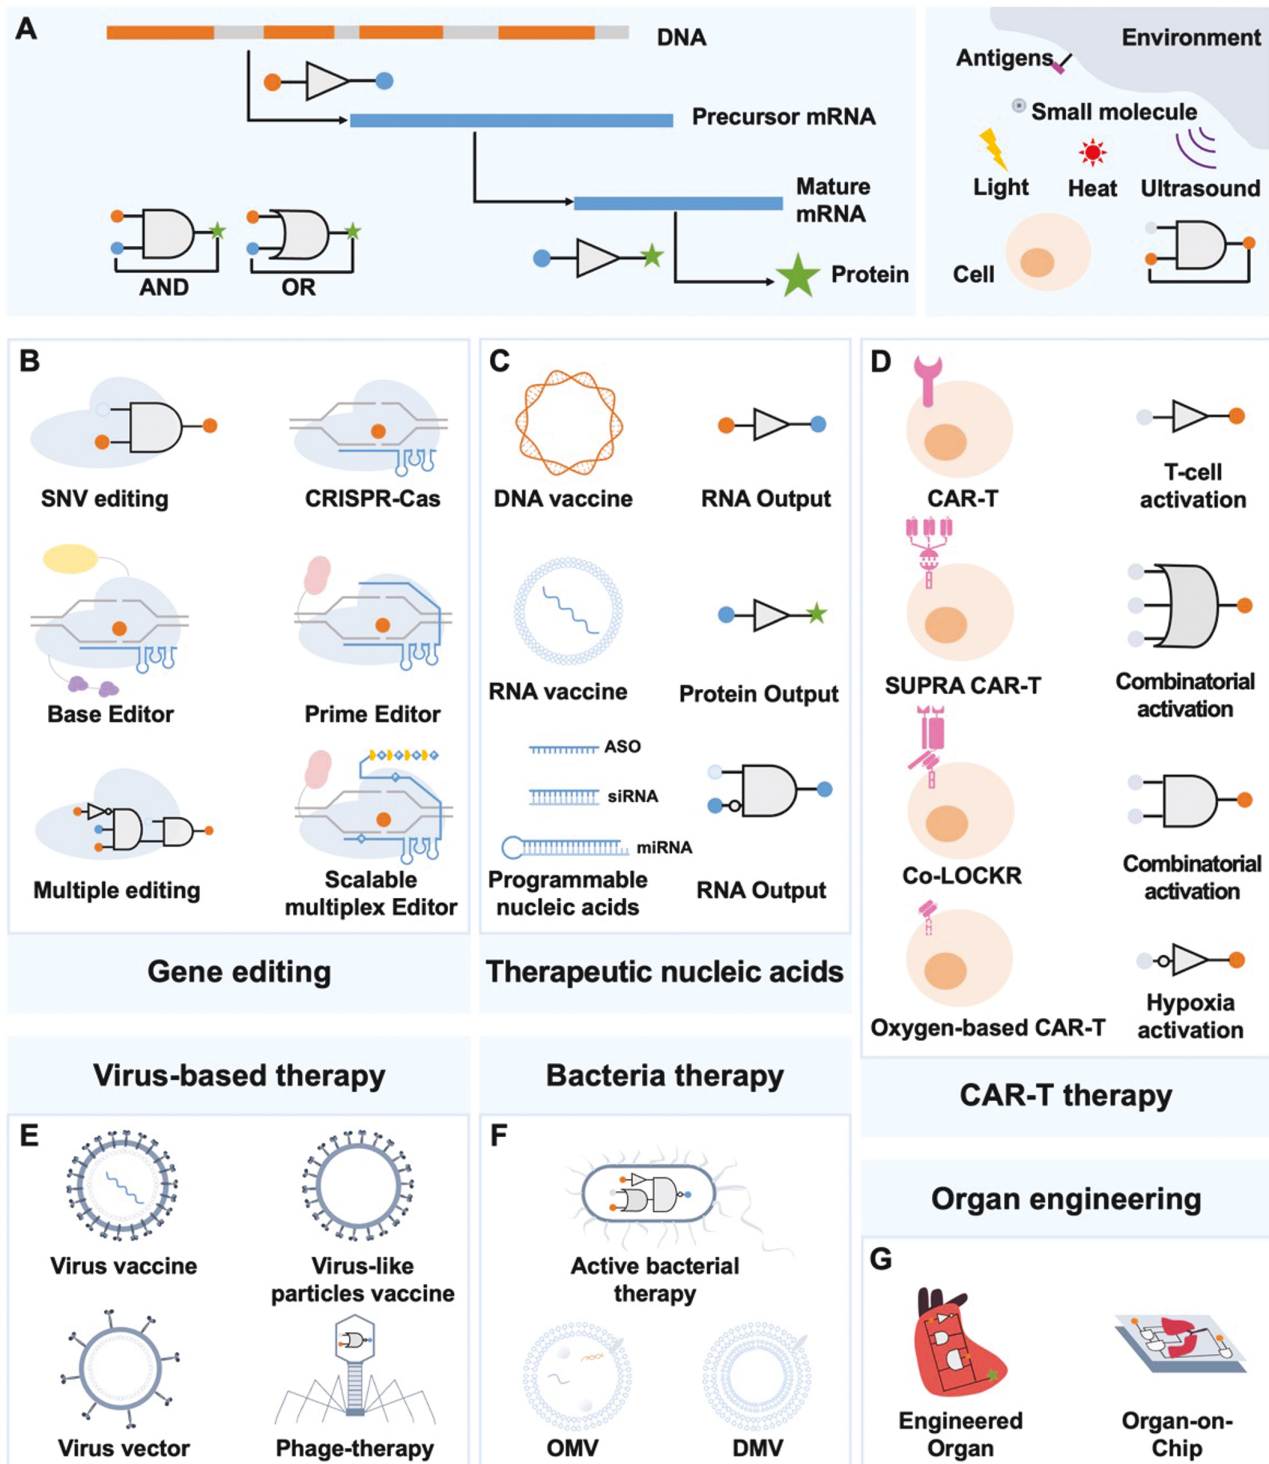 A
DNA
Precursor mRNA
Mature
mRNA
Protein
AND
OR
Environment
Antigens
Small molecule
Light
Heat
Ultrasound
Cell
B
SNV editing
CRISPR-Cas
Base Editor
Prime Editor
Multiple editing
Scalable
multiplex Editor
Gene editing
C
DNA vaccine
RNA Output
RNA vaccine
Protein Output
ASO
siRNA
miRNA
Programmable
nucleic acids
RNA Output
Therapeutic nucleic acids
D
CAR-T
T-cell
activation
SUPRA CAR-T
Combinatorial
activation
Co-LOCKR
Combinatorial
activation
Oxygen-based CAR-T
Hypoxia
activation
CAR-T therapy
Virus-based therapy
E
Virus vaccine
Virus-like
particles vaccine
Virus vector
Phage-therapy
Bacteria therapy
F
Active bacterial
therapy
OMV
DMV
Organ engineering
G
Engineered
Organ
Organ-on-
Chip